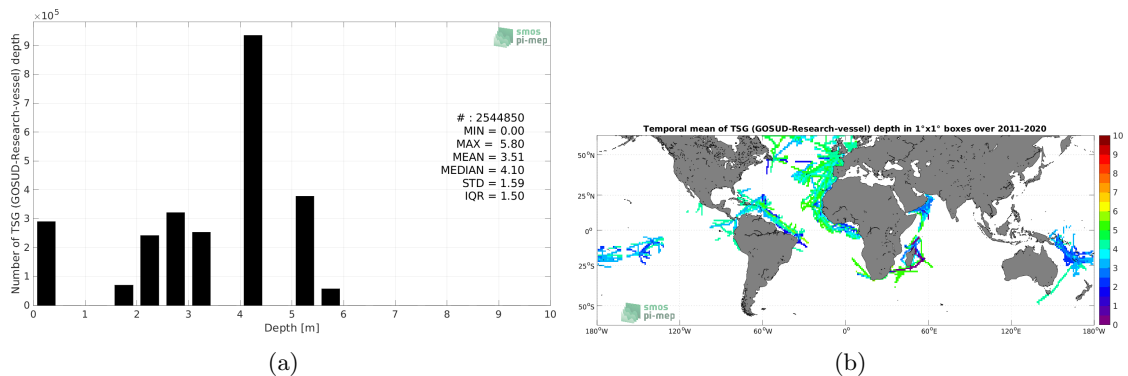 ×10⁵
9
8
7
6
5
4
3
2
1
0
Number of TSG (GOSUD-Research-vessel) depth
smos
pi-mep
# : 2544850
MIN = 0.00
MAX = 5.80
MEAN = 3.51
MEDIAN = 4.10
STD = 1.59
IQR = 1.50
0 1 2 3 4 5 6 7 8 9 10
Depth [m]
(a)
Temporal mean of TSG (GOSUD-Research-vessel) depth in 1°x1° boxes over 2011-2020
50°N
25°N
0°
25°S
50°S
smos
pi-mep
180°W 120°W 60°W 0° 60°E 120°E 180°W
10
9
8
7
6
5
4
3
2
1
0
(b)